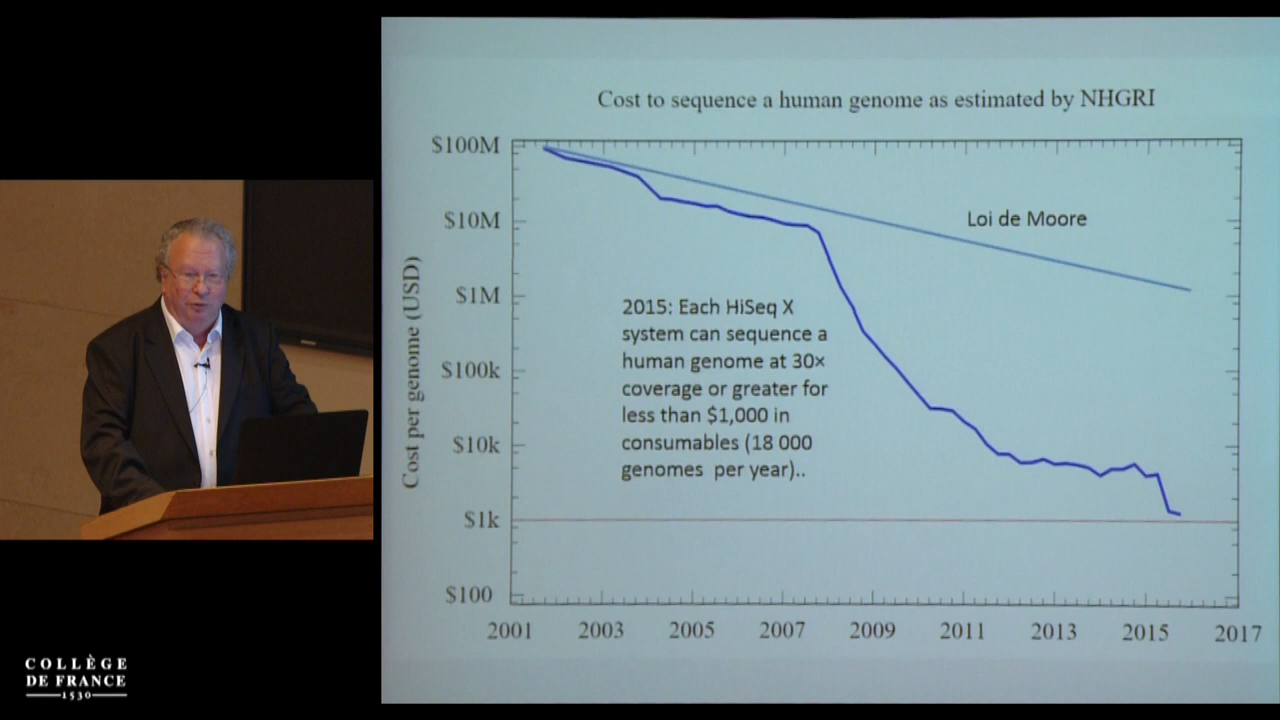 Cost to sequence a human genome as estimated by NHGRI
Cost per genome (USD)
$100M
$10M
$1M
$100k
$10k
$1k
$100
Loi de Moore
2015: Each HiSeq X
system can sequence a
human genome at 30×
coverage or greater for
less than $1,000 in
consumables (18 000
genomes per year)..
2001 2003 2005 2007 2009 2011 2013 2015 2017
COLLÈGE
DE FRANCE
1530